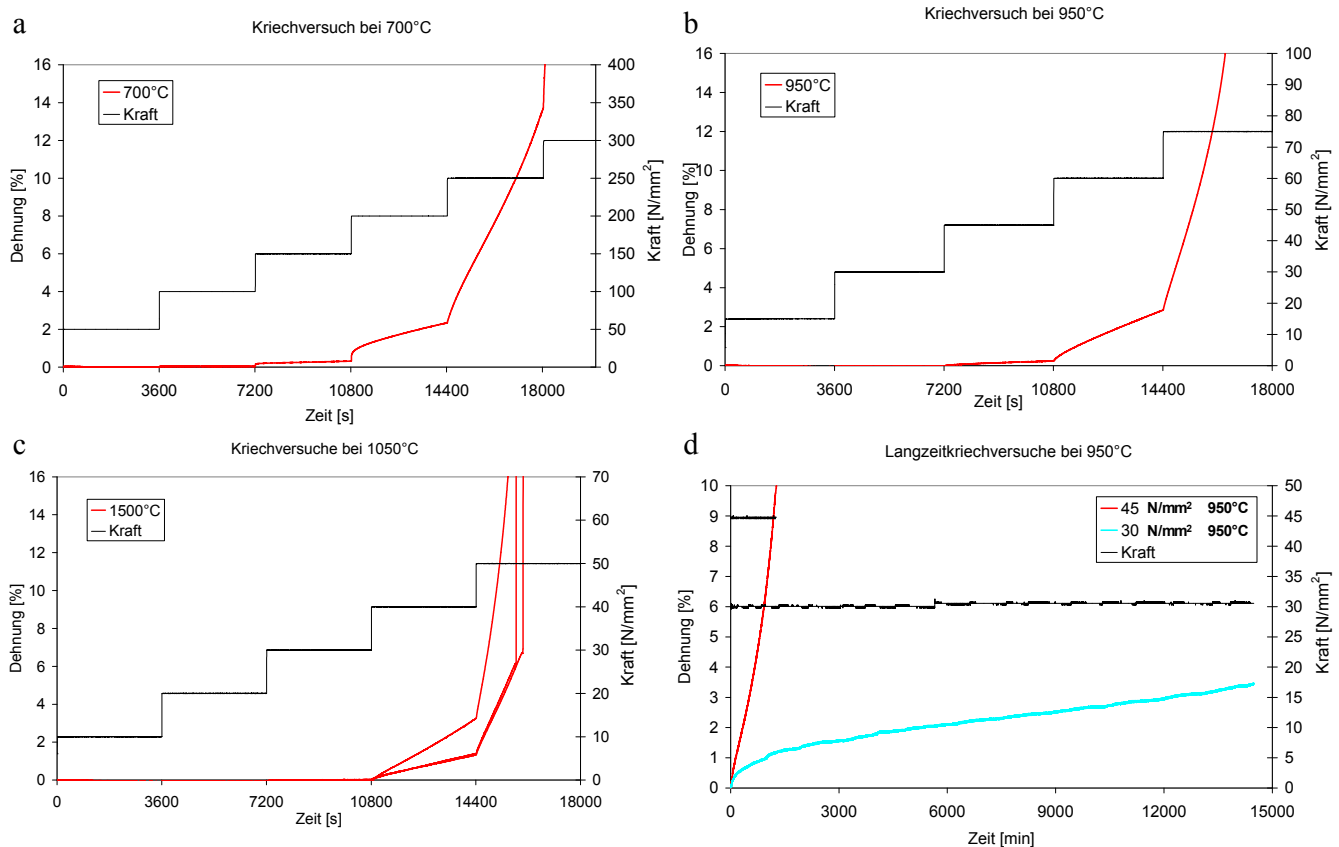 a
Kriechversuch bei 700°C
16
14
12
10
8
6
4
2
0
Dehnung [%]
700°C
Kraft
400
350
300
250
200
150
100
50
0
Kraft [N/mm²]
0 3600 7200 10800 14400 18000
Zeit [s]
b
Kriechversuch bei 950°C
16
14
12
10
8
6
4
2
0
Dehnung [%]
950°C
Kraft
100
90
80
70
60
50
40
30
20
10
0
Kraft [N/mm²]
0 3600 7200 10800 14400 18000
Zeit [s]
c
Kriechversuche bei 1050°C
16
14
12
10
8
6
4
2
0
Dehnung [%]
1500°C
Kraft
70
60
50
40
30
20
10
0
Kraft [N/mm²]
0 3600 7200 10800 14400 18000
Zeit [s]
d
Langzeitkriechversuche bei 950°C
10
9
8
7
6
5
4
3
2
1
0
Dehnung [%]
45 N/mm² 950°C
30 N/mm² 950°C
Kraft
50
45
40
35
30
25
20
15
10
5
0
Kraft [N/mm²]
0 3000 6000 9000 12000 15000
Zeit [min]